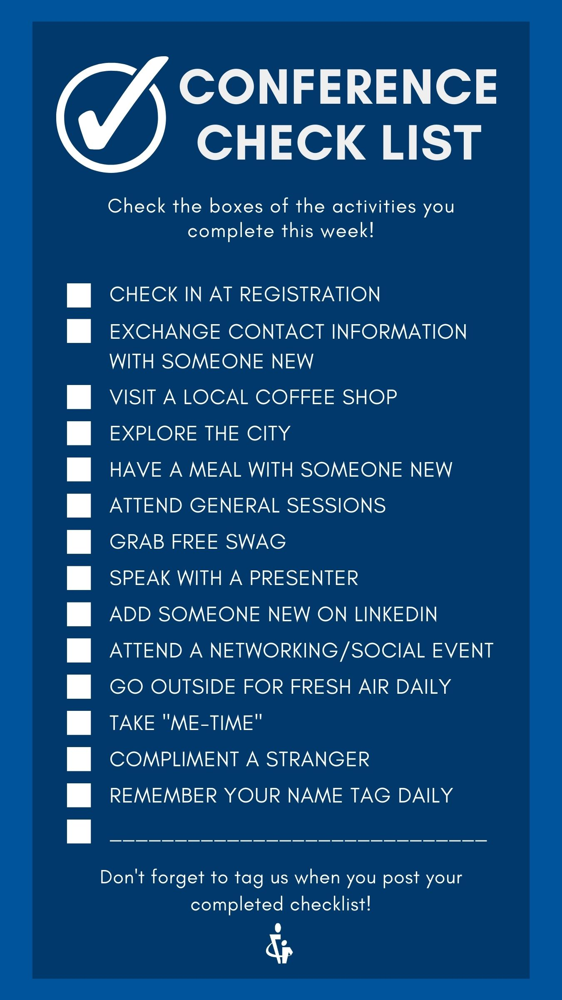 CONFERENCE
CHECK LIST
Check the boxes of the activities you
complete this week!
CHECK IN AT REGISTRATION
EXCHANGE CONTACT INFORMATION
WITH SOMEONE NEW
VISIT A LOCAL COFFEE SHOP
EXPLORE THE CITY
HAVE A MEAL WITH SOMEONE NEW
ATTEND GENERAL SESSIONS
GRAB FREE SWAG
SPEAK WITH A PRESENTER
ADD SOMEONE NEW ON LINKEDIN
ATTEND A NETWORKING/SOCIAL EVENT
GO OUTSIDE FOR FRESH AIR DAILY
TAKE "ME-TIME"
COMPLIMENT A STRANGER
REMEMBER YOUR NAME TAG DAILY
_____________________________
Don't forget to tag us when you post your
completed checklist!